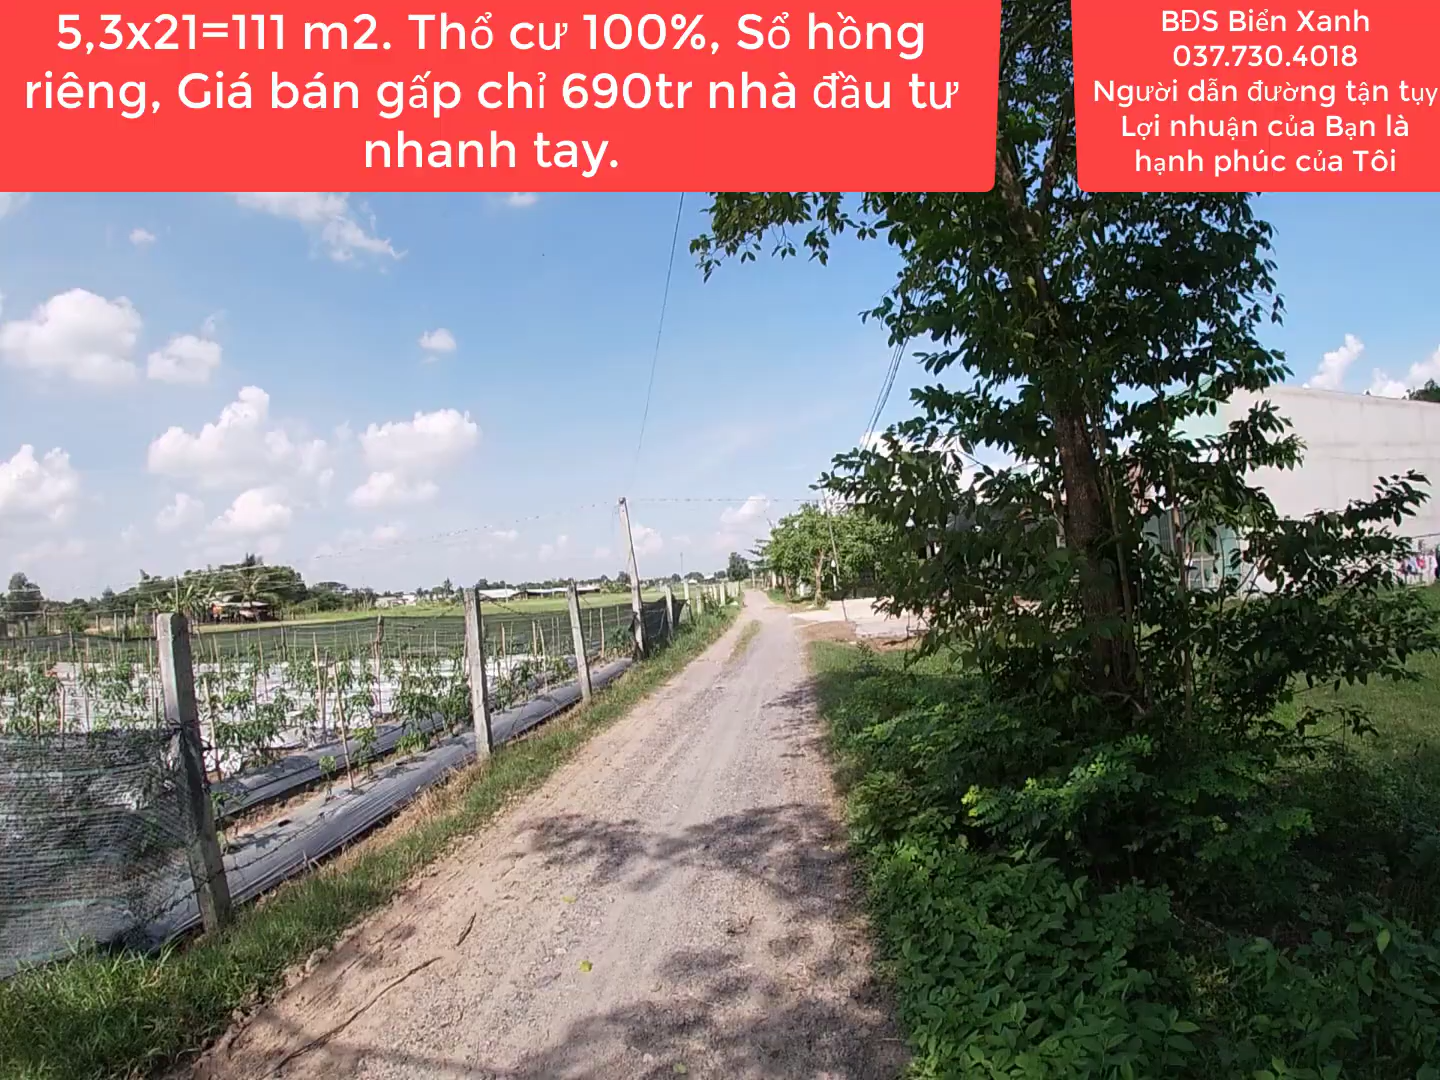 5,3x21=111 m2. Thổ cư 100%, Sổ hồng
riêng, Giá bán gấp chỉ 690tr nhà đầu tư
nhanh tay.
BĐS Biển Xanh
037.730.4018
Người dẫn đường tận tụy
Lợi nhuận của Bạn là
hạnh phúc của Tôi